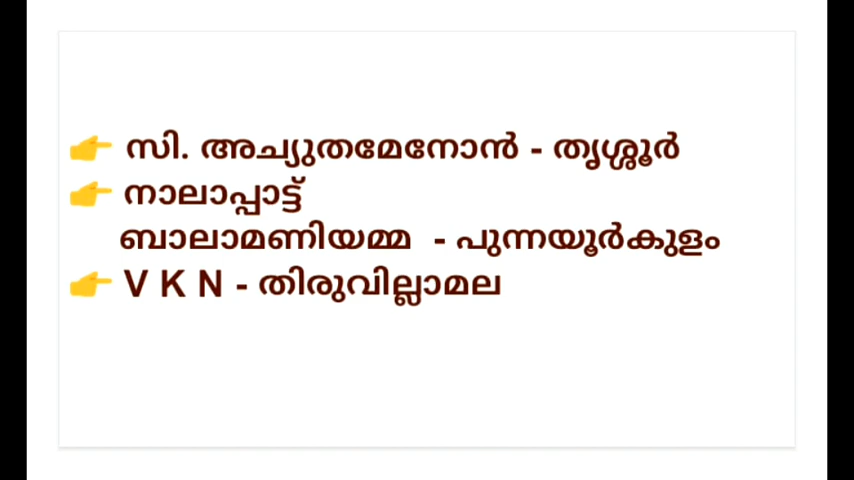 👉 സി. അച്യുതമേനോൻ - തൃശ്ശൂർ
👉 നാലാപ്പാട്ട്
ബാലാമണിയമ്മ - പുന്നയൂർകുളം
👉 V K N - തിരുവില്ലാമല